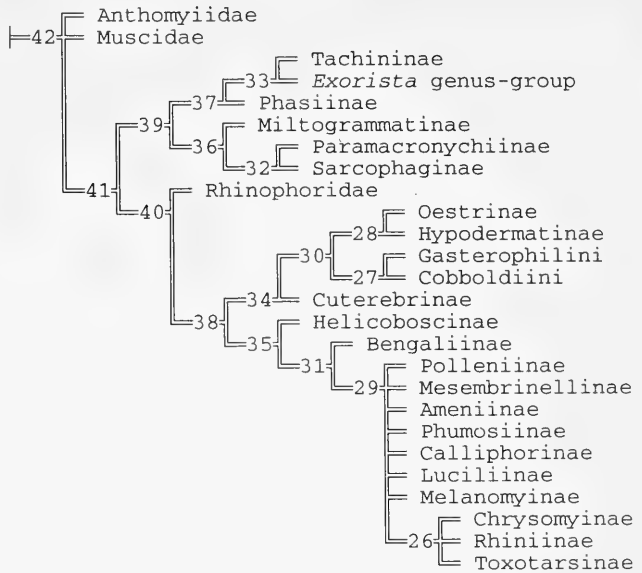 Anthomyiidae
42 Muscidae
Tachininae
33 Exorista genus-group
37 Phasiinae
39 Miltogrammatinae
36 Paramacronychiinae
32 Sarcophaginae
41 40 Rhinophoridae
Oestrinae
28 Hypodermatinae
30 Gasterophilini
27 Cobboldiini
34 Cuterebrinae
38 Helicoboscinae
35 Bengaliinae
31 Polleniinae
29 Mesembrinellinae
Ameniinae
Phumosiinae
Calliphorinae
Luciliinae
Melanomyinae
Chrysomyinae
26 Rhiniinae
Toxotarsinae